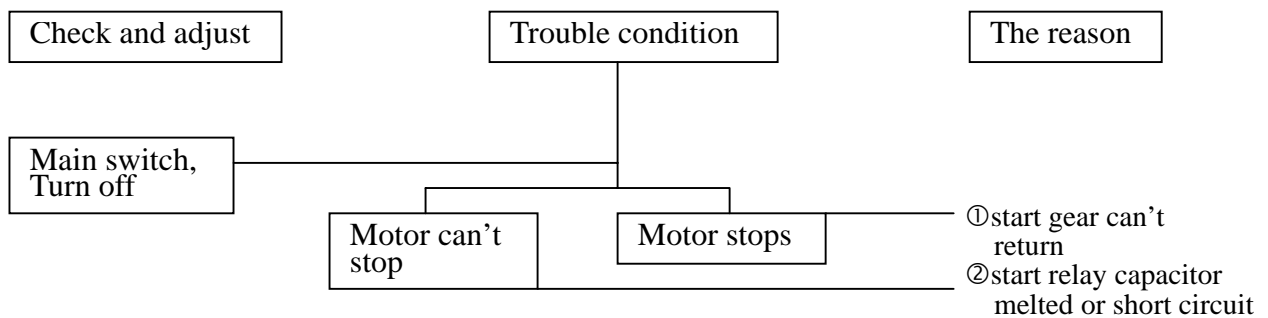 Check and adjust
Trouble condition
The reason
Main switch,
Turn off
Motor can’t
stop
Motor stops
①start gear can’t
return
②start relay capacitor
melted or short circuit